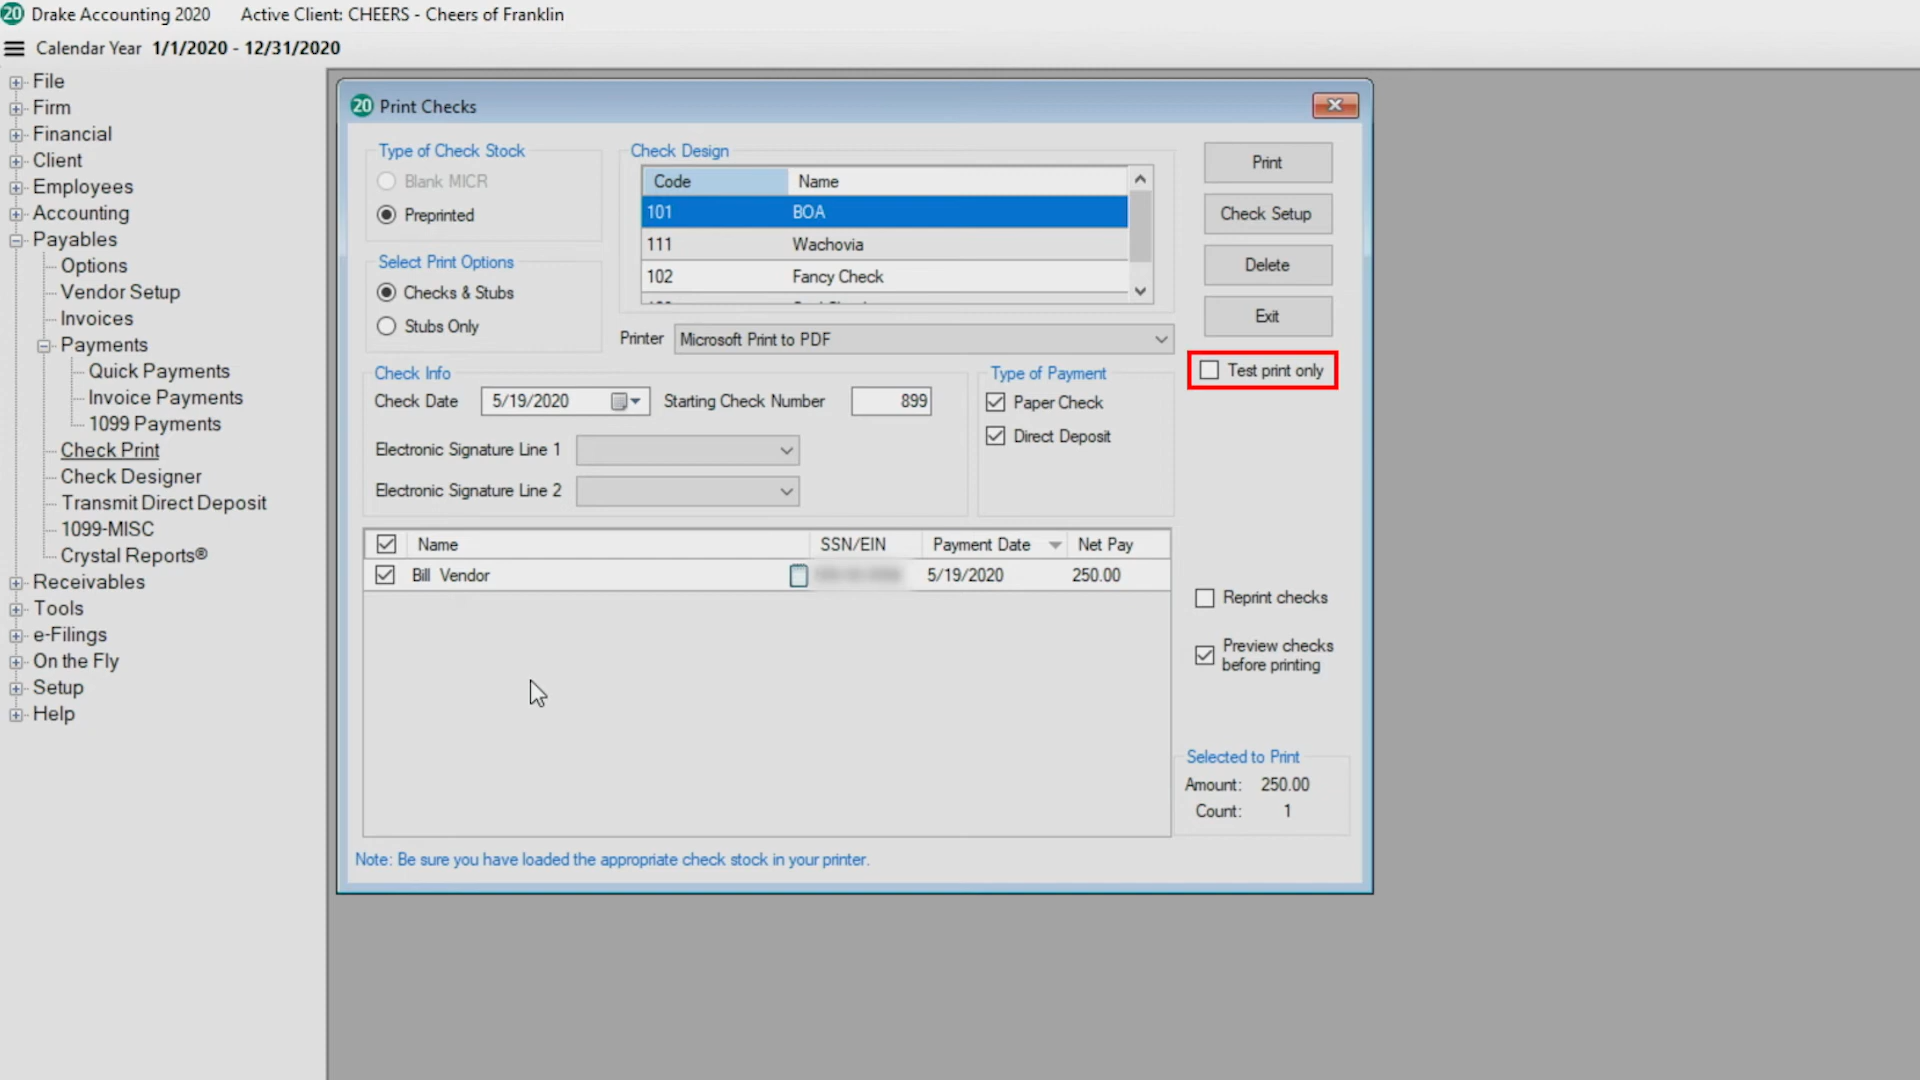 20 Drake Accounting 2020 Active Client: CHEERS - Cheers of Franklin
Calendar Year 1/1/2020 - 12/31/2020
File
Firm
Financial
Client
Employees
Accounting
Payables
Options
Vendor Setup
Invoices
Payments
Quick Payments
Invoice Payments
1099 Payments
Check Print
Check Designer
Transmit Direct Deposit
1099-MISC
Crystal Reports®
Receivables
Tools
e-Filings
On the Fly
Setup
Help
20 Print Checks
Type of Check Stock
Blank MICR
Preprinted
Select Print Options
Checks & Stubs
Stubs Only
Check Design
Code Name
101 BOA
111 Wachovia
102 Fancy Check
Printer Microsoft Print to PDF
Print
Check Setup
Delete
Exit
Test print only
Check Info
Check Date 5/19/2020 Starting Check Number 899
Electronic Signature Line 1
Electronic Signature Line 2
Type of Payment
Paper Check
Direct Deposit
Name SSN/EIN Payment Date Net Pay
Bill Vendor 5/19/2020 250.00
Reprint checks
Preview checks
before printing
Selected to Print
Amount: 250.00
Count: 1
Note: Be sure you have loaded the appropriate check stock in your printer.